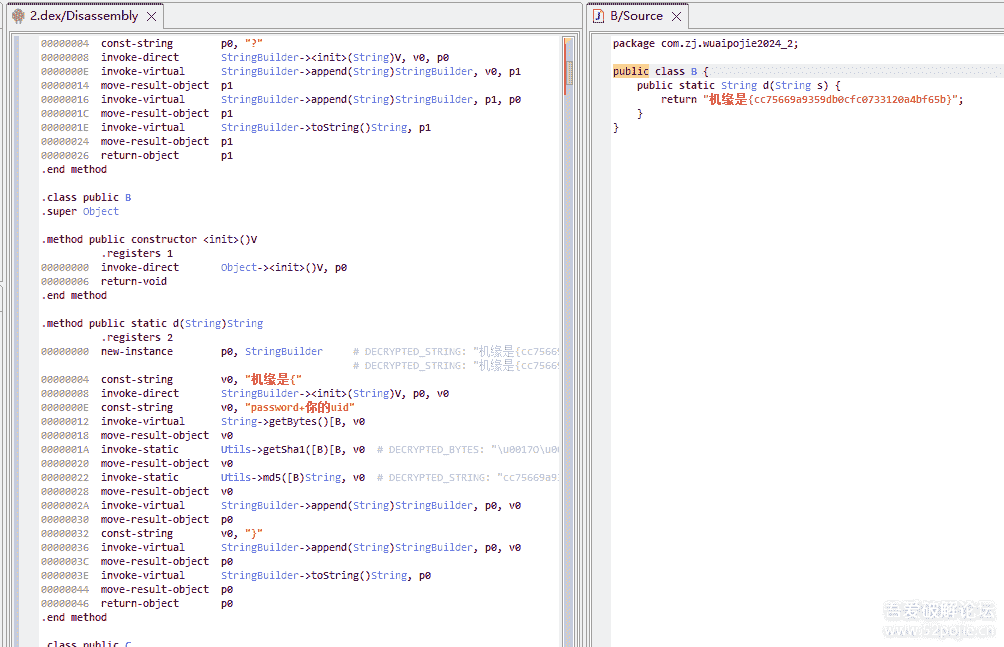 2.dex/Disassembly
00000004 const-string p0, "?"
00000008 invoke-direct StringBuilder-><init>(String)V, v0, p0
0000000E invoke-virtual StringBuilder->append(String)StringBuilder, v0, p1
00000014 move-result-object p1
00000016 invoke-virtual StringBuilder->append(String)StringBuilder, p1, p0
0000001C move-result-object p1
0000001E invoke-virtual StringBuilder->toString()String, p1
00000024 move-result-object p1
00000026 return-object p1
.end method
.class public B
.super Object
.method public constructor <init>()V
.registers 1
00000000 invoke-direct Object-><init>()V, p0
00000006 return-void
.end method
.method public static d(String)String
.registers 2
00000000 new-instance p0, StringBuilder # DECRYPTED_STRING: "机缘是{cc7566
# DECRYPTED_STRING: "机缘是{cc7566
00000004 const-string v0, "机缘是{"
00000008 invoke-direct StringBuilder-><init>(String)V, p0, v0
0000000E const-string v0, "password+你的uid"
00000012 invoke-virtual String->getBytes()[B, v0
00000018 move-result-object v0
0000001A invoke-static Utils->getSha1([B)[B, v0 # DECRYPTED_BYTES: "\u0017O\u00
00000020 move-result-object v0
00000022 invoke-static Utils->md5([B)String, v0 # DECRYPTED_STRING: "cc75669a9
00000028 move-result-object v0
0000002A invoke-virtual StringBuilder->append(String)StringBuilder, p0, v0
00000030 move-result-object p0
00000032 const-string v0, "}"
00000036 invoke-virtual StringBuilder->append(String)StringBuilder, p0, v0
0000003C move-result-object p0
0000003E invoke-virtual StringBuilder->toString()String, p0
00000044 move-result-object p0
00000046 return-object p0
.end method
.class public C
B/Source
package com.zj.wuaipojie2024_2;
public class B {
public static String d(String s) {
return "机缘是{cc75669a9359db0cfc0733120a4bf65b}";
}
}
吾爱破解论坛
www.52pojie.cn